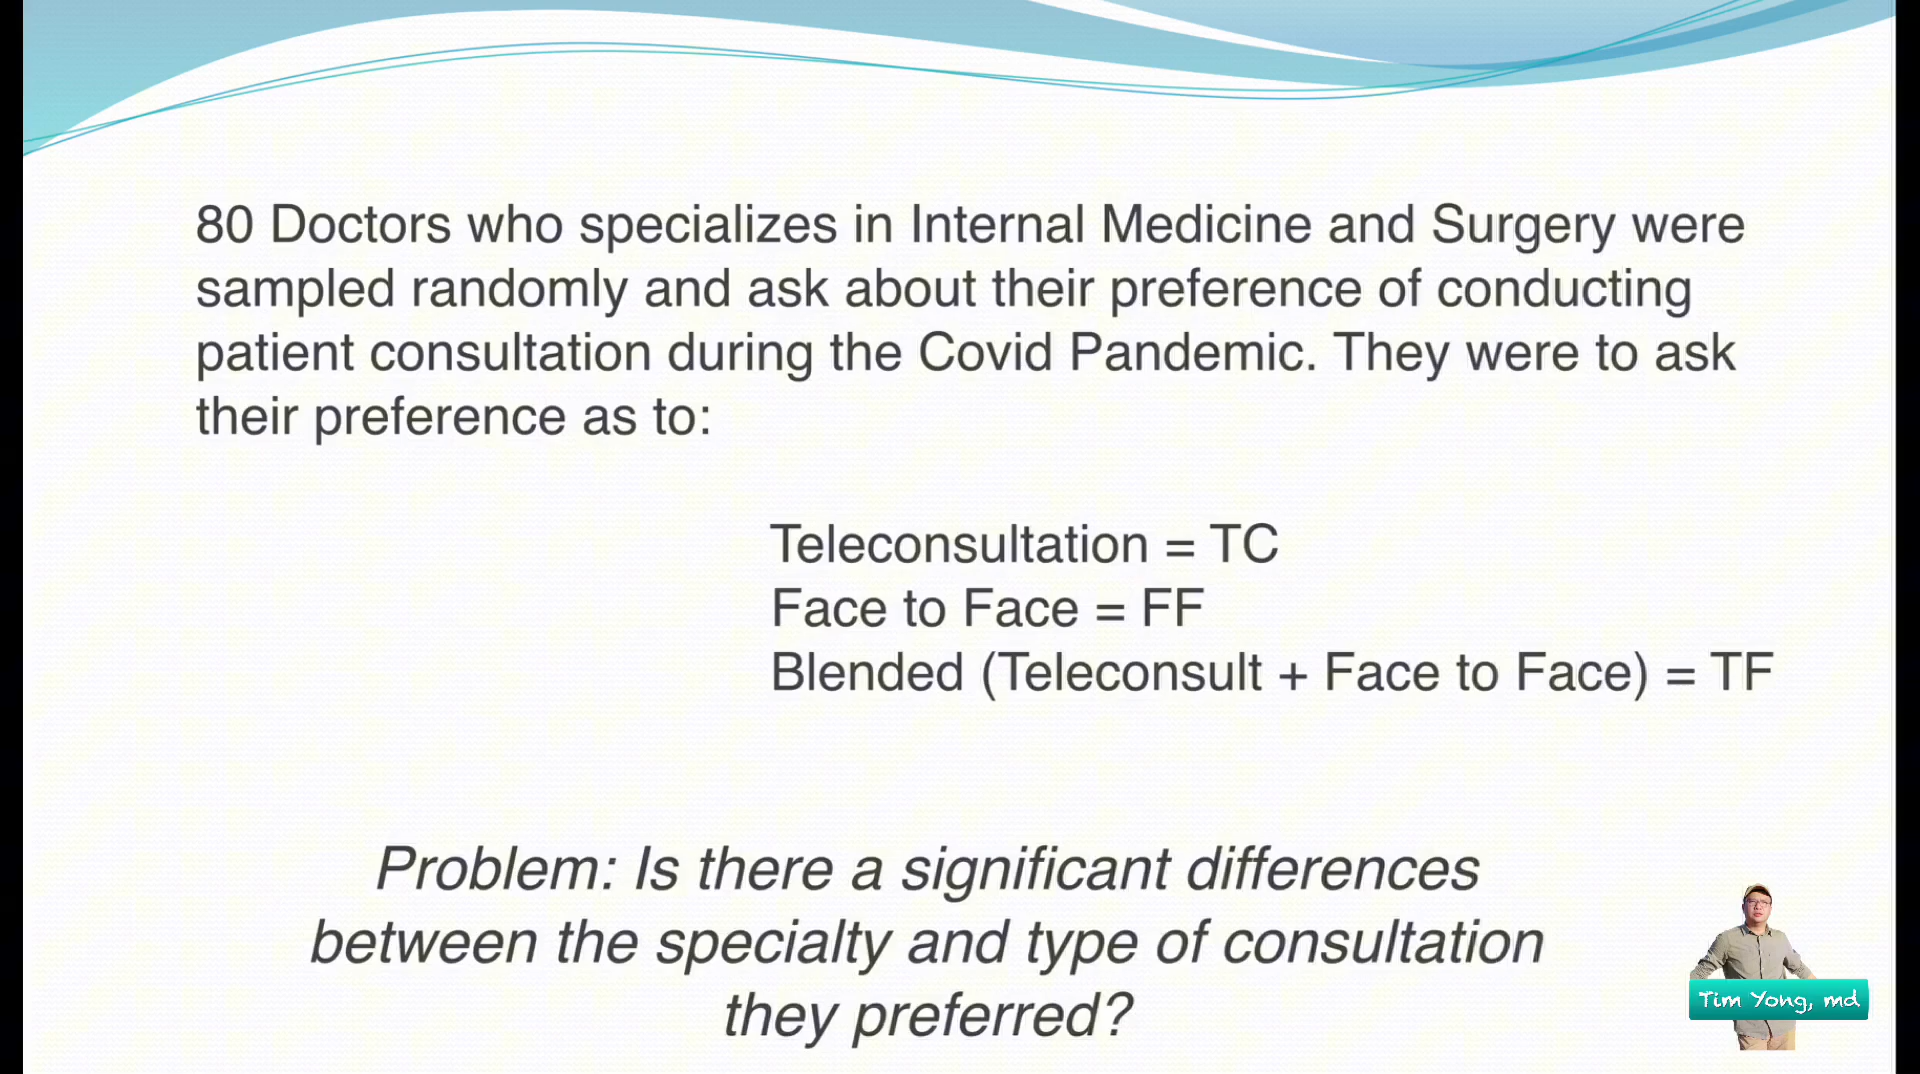 80 Doctors who specializes in Internal Medicine and Surgery were
sampled randomly and ask about their preference of conducting
patient consultation during the Covid Pandemic. They were to ask
their preference as to:
Teleconsultation = TC
Face to Face = FF
Blended (Teleconsult + Face to Face) = TF
Problem: Is there a significant differences
between the specialty and type of consultation
they preferred?
Tim Yong, md